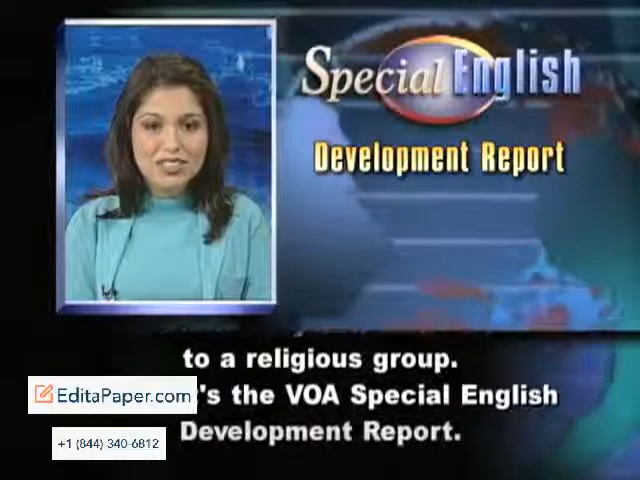 Special English
Development Report
to a religious group.
's the VOA Special English
Development Report.
EditaPaper.com
+1 (844) 340-6812